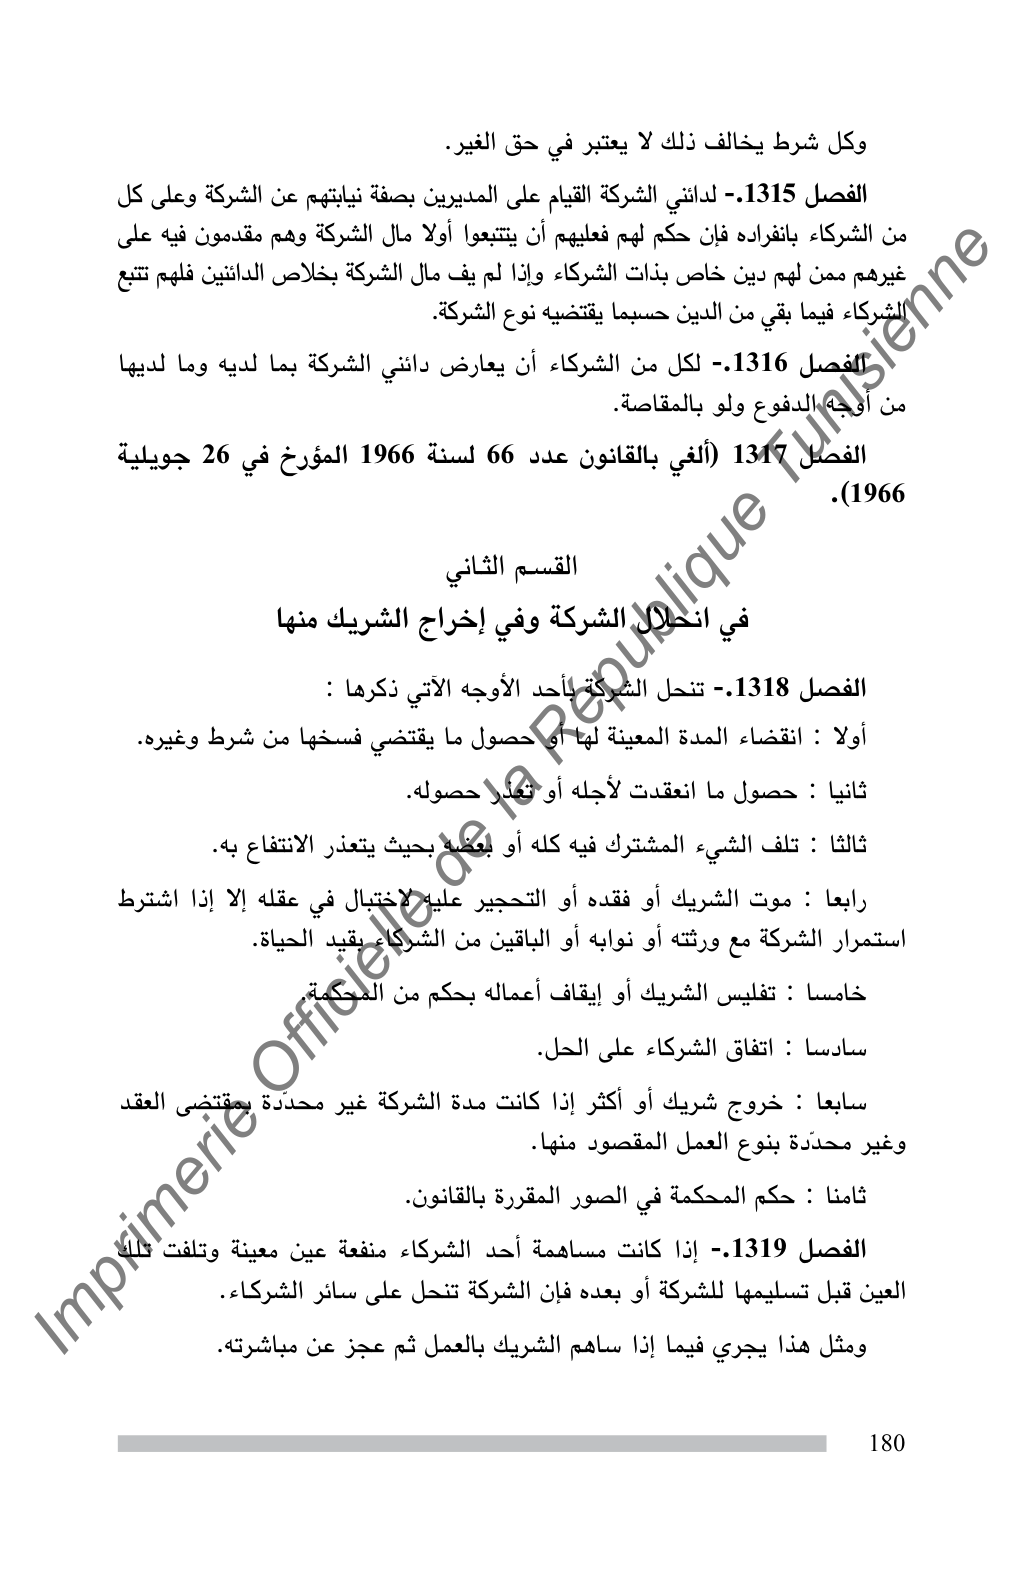 وكل شرط يخالف ذلك لا يعتبر في حق الغير.
الفصل 1315.- لدائني الشركة القيام على المديرين بصفة نيابتهم عن الشركة وعلى كل
من الشركاء بانفراده فإن حكم لهم فعليهم أن يتتبعوا أولا مال الشركة وهم مقدمون فيه على
غيرهم ممن لهم دين خاص بذات الشركاء وإذا لم يف مال الشركة بخلاص الدائنين فلهم تتبع
الشركاء فيما بقي من الدين حسبما يقتضيه نوع الشركة.
الفصل 1316.- لكل من الشركاء أن يعارض دائني الشركة بما لديه وما لديها
من أوجه الدفوع ولو بالمقاصة.
الفصل 1317 (ألغي بالقانون عدد 66 لسنة 1966 المؤرخ في 26 جويلية
1966).
القسـم الثـاني
في انحلال الشركة وفي إخراج الشريك منها
الفصل 1318.- تنحل الشركة بأحد الأوجه الآتي ذكرها :
أولا : انقضاء المدة المعينة لها أو حصول ما يقتضي فسخها من شرط وغيره.
ثانيا : حصول ما انعقدت لأجله أو تعذر حصوله.
ثالثا : تلف الشيء المشترك فيه كله أو بعضه بحيث يتعذر الانتفاع به.
رابعا : موت الشريك أو فقده أو التحجير عليه لاختبال في عقله إلا إذا اشترط
استمرار الشركة مع ورثته أو نوابه أو الباقين من الشركاء بقيد الحياة.
خامسا : تفليس الشريك أو إيقاف أعماله بحكم من المحكمة.
سادسا : اتفاق الشركاء على الحل.
سابعا : خروج شريك أو أكثر إذا كانت مدة الشركة غير محدّدة بمقتضى العقد
وغير محدّدة بنوع العمل المقصود منها.
ثامنا : حكم المحكمة في الصور المقررة بالقانون.
الفصل 1319.- إذا كانت مساهمة أحد الشركاء منفعة عين معينة وتلفت تلك
العين قبل تسليمها للشركة أو بعده فإن الشركة تنحل على سائر الشركـاء.
ومثل هذا يجري فيما إذا ساهم الشريك بالعمل ثم عجز عن مباشرته.
180
Imprimerie Officielle de la République Tunisienne